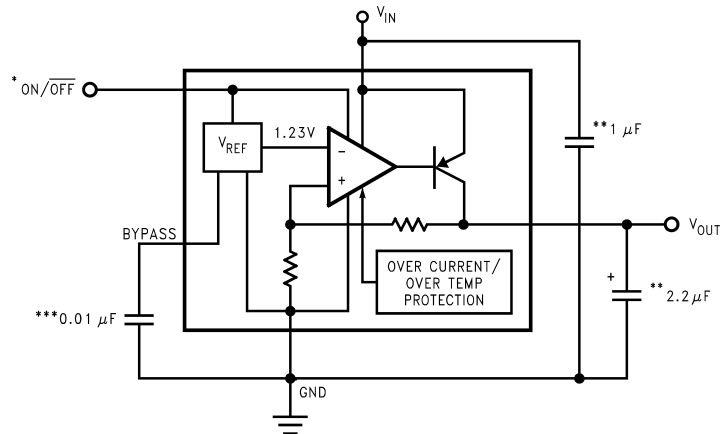 V_IN
* ON/O̅F̅F̅
V_REF
1.23V
−
+
** 1 μF
BYPASS
V_OUT
OVER CURRENT/
OVER TEMP
PROTECTION
+
** 2.2 μF
*** 0.01 μF
GND